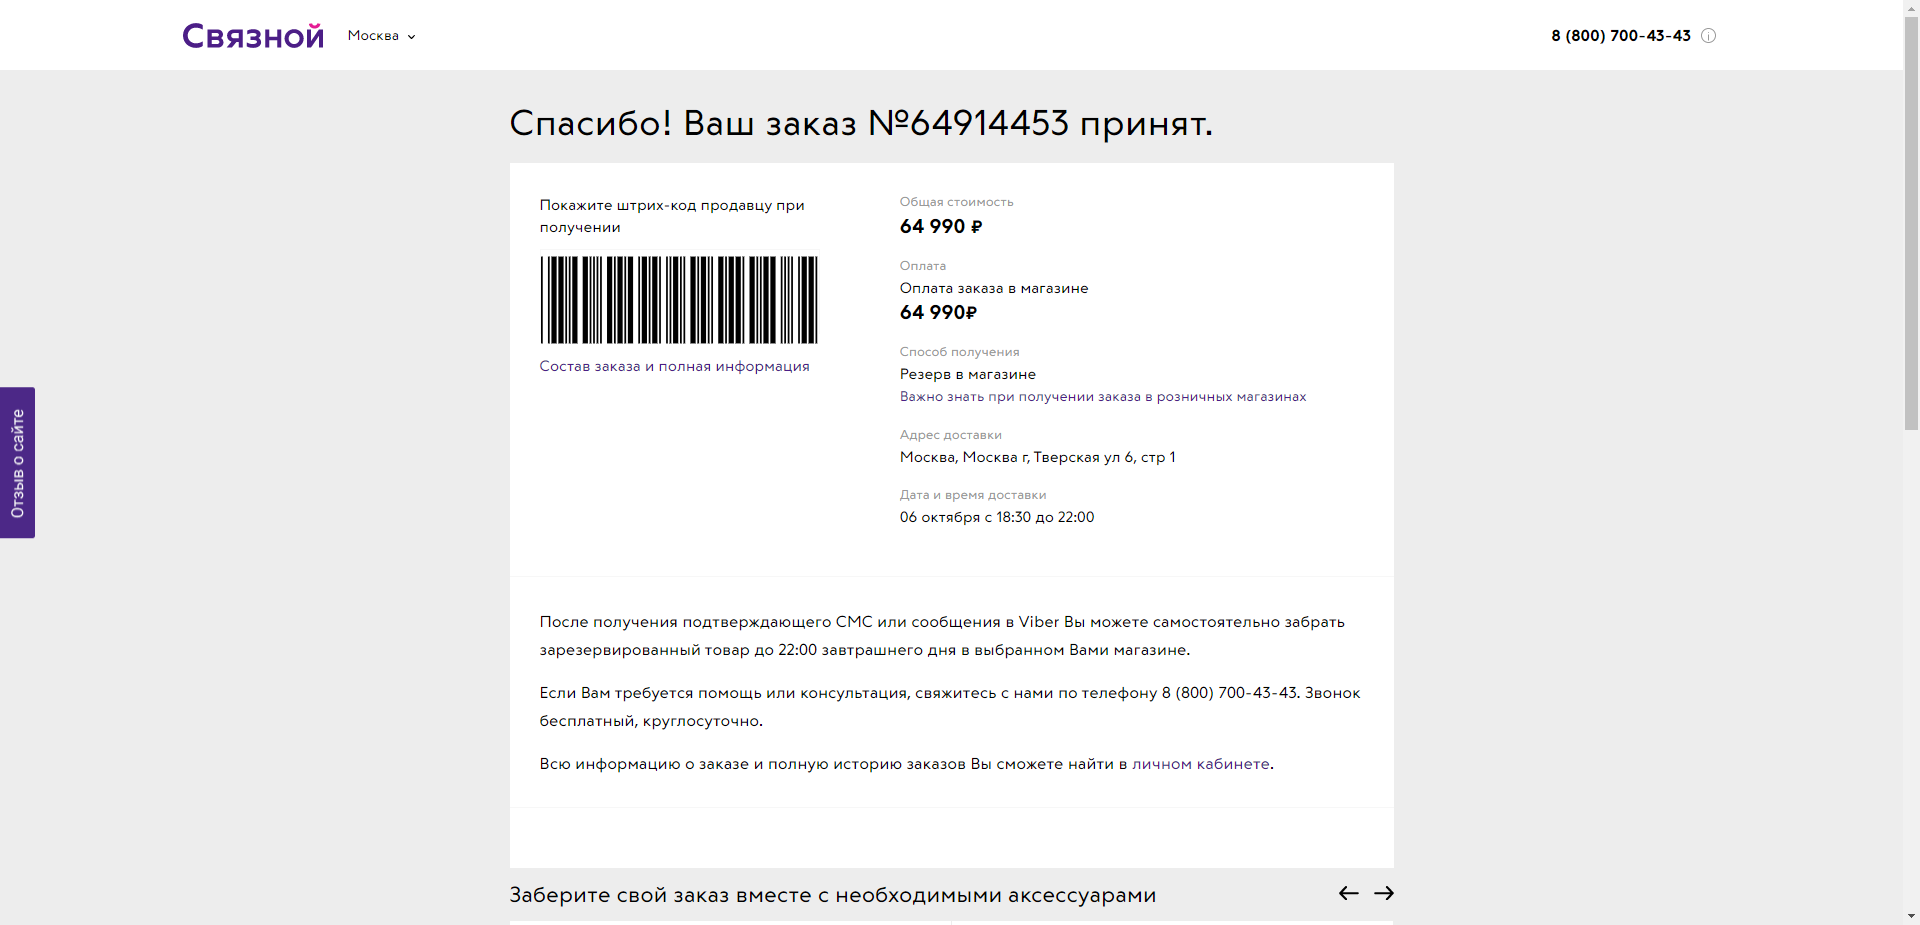 Связной
Москва
8 (800) 700-43-43
Спасибо! Ваш заказ №64914453 принят.
Покажите штрих-код продавцу при
получении
Состав заказа и полная информация
Общая стоимость
64 990 ₽
Оплата
Оплата заказа в магазине
64 990₽
Способ получения
Резерв в магазине
Важно знать при получении заказа в розничных магазинах
Адрес доставки
Москва, Москва г, Тверская ул 6, стр 1
Дата и время доставки
06 октября с 18:30 до 22:00
Отзыв о сайте
После получения подтверждающего СМС или сообщения в Viber Вы можете самостоятельно забрать
зарезервированный товар до 22:00 завтрашнего дня в выбранном Вами магазине.
Если Вам требуется помощь или консультация, свяжитесь с нами по телефону 8 (800) 700-43-43. Звонок
бесплатный, круглосуточно.
Всю информацию о заказе и полную историю заказов Вы сможете найти в личном кабинете.
Заберите свой заказ вместе с необходимыми аксессуарами